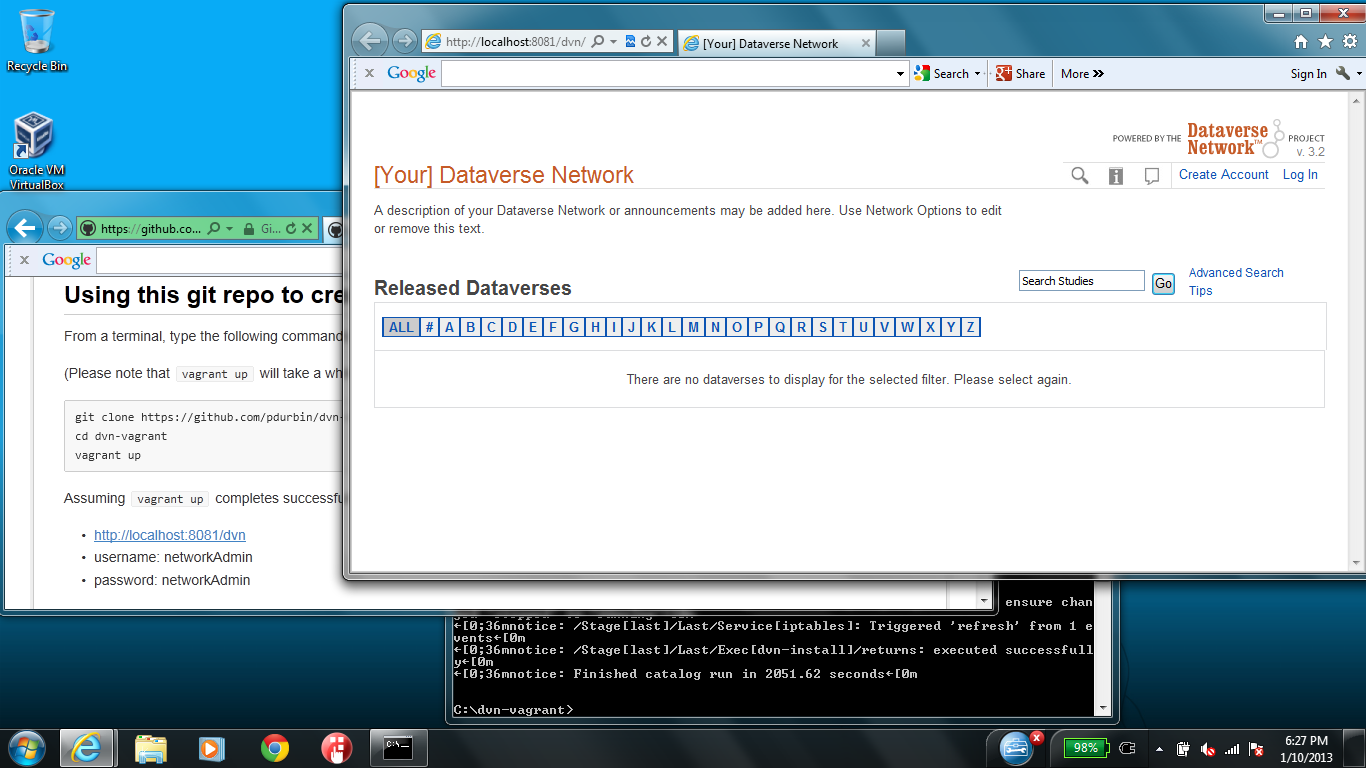 Recycle Bin
Oracle VM
VirtualBox
http://localhost:8081/dvn/
[Your] Dataverse Network
Google
Search
Share
More »
Sign In
POWERED BY THE Dataverse Network™ PROJECT
v. 3.2
[Your] Dataverse Network
Create Account
Log In
A description of your Dataverse Network or announcements may be added here. Use Network Options to edit
or remove this text.
Released Dataverses
Search Studies
Go
Advanced Search
Tips
ALL # A B C D E F G H I J K L M N O P Q R S T U V W X Y Z
There are no dataverses to display for the selected filter. Please select again.
https://github.co...
Gi...
Google
Using this git repo to cre
From a terminal, type the following command
(Please note that vagrant up will take a wh
git clone https://github.com/pdurbin/dvn-
cd dvn-vagrant
vagrant up
Assuming vagrant up completes successfu
• http://localhost:8081/dvn
• username: networkAdmin
• password: networkAdmin
ensure chan
←[0;36mnotice: /Stage[last]/Last/Service[iptables]: Triggered 'refresh' from 1 e
vents←[0m
←[0;36mnotice: /Stage[last]/Last/Exec[dvn-install]/returns: executed successfull
y←[0m
←[0;36mnotice: Finished catalog run in 2051.62 seconds←[0m
C:\dvn-vagrant>
98%
6:27 PM
1/10/2013